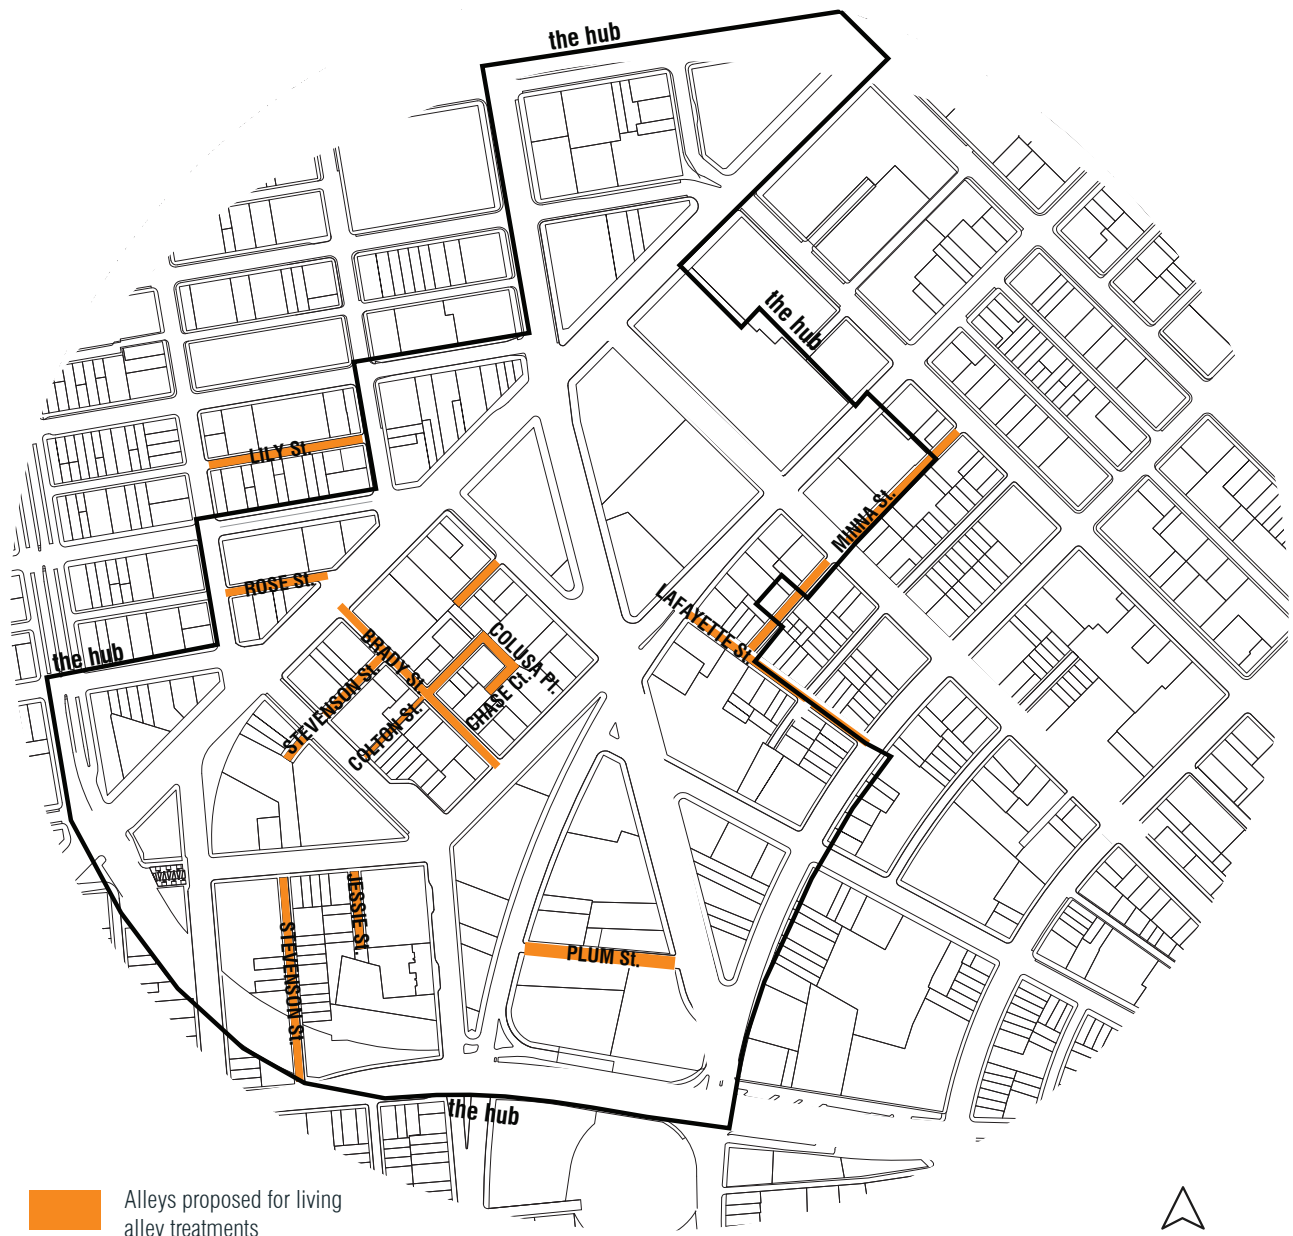 the hub
the hub
LILY St.
MINNA St.
ROSE St.
LAFAYETTE St.
BRADY St.
COLUSA Pl.
the hub
STEVENSON St.
CHASE Ct.
COLTON St.
JESSIE St.
STEVENSON St.
PLUM St.
the hub
Alleys proposed for living
alley treatments